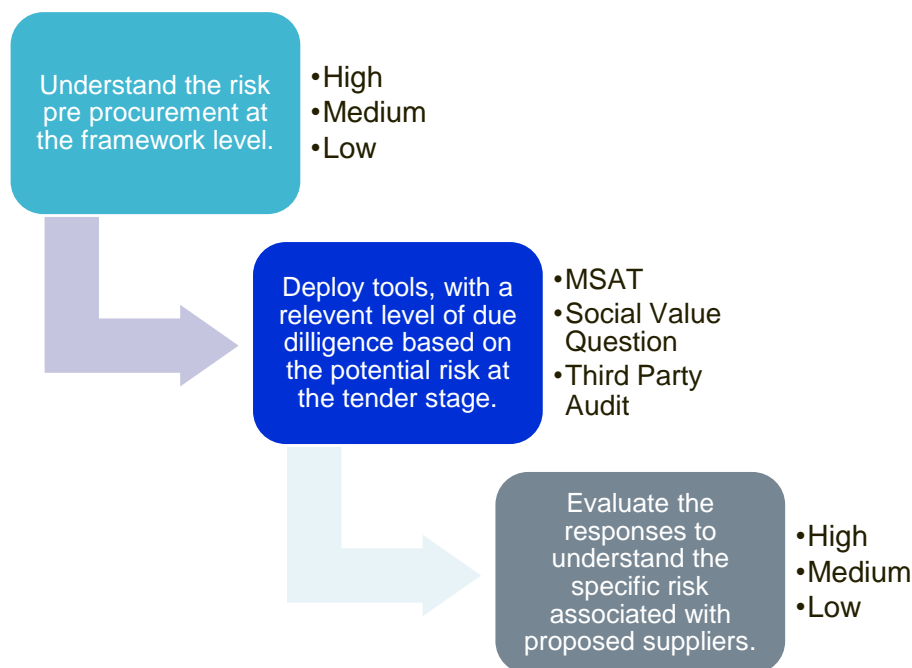 Understand the risk
pre procurement at
the framework level.
•High
•Medium
•Low
Deploy tools, with a
relevent level of due
dilligence based on
the potential risk at
the tender stage.
•MSAT
•Social Value
Question
•Third Party
Audit
Evaluate the
responses to
understand the
specific risk
associated with
proposed suppliers.
•High
•Medium
•Low